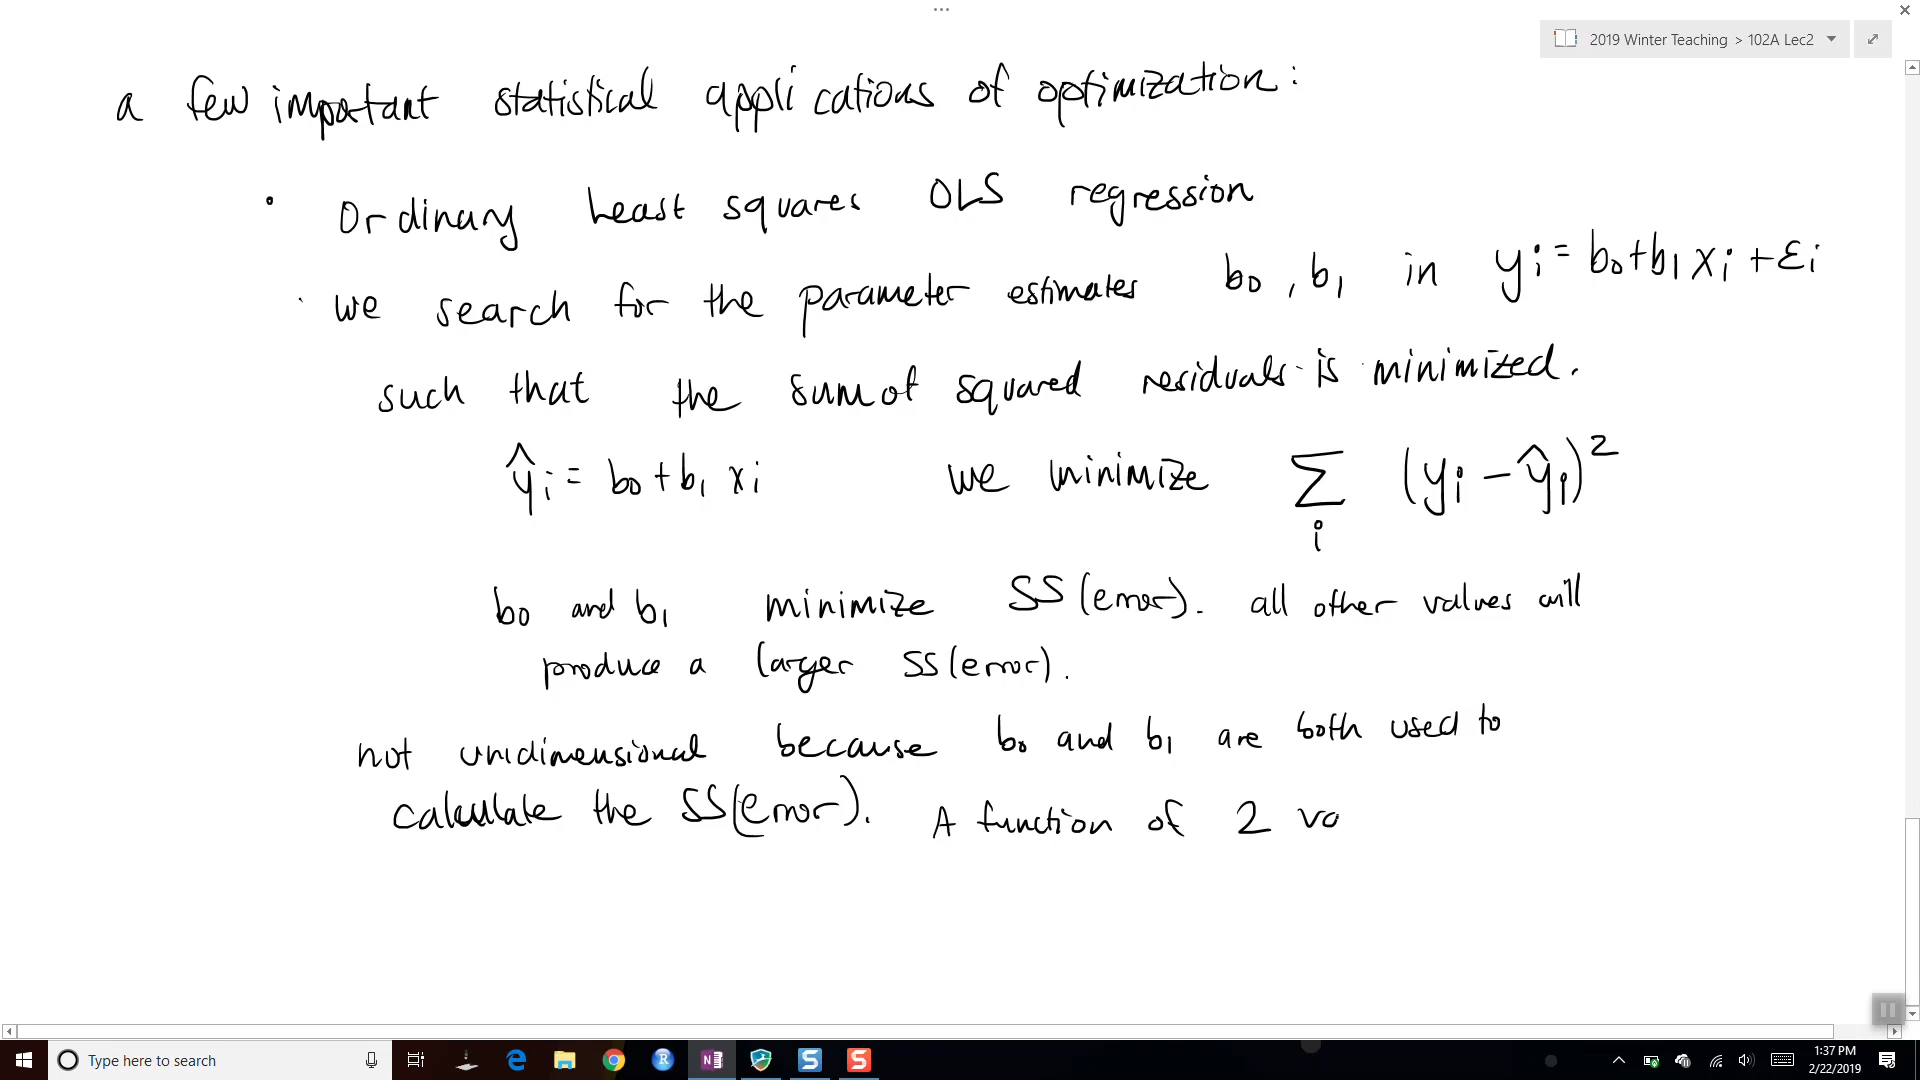 ...
2019 Winter Teaching > 102A Lec2
a few important statistical applications of optimization:
• Ordinary Least squares OLS regression
we search for the parameter estimates b₀, b₁ in yᵢ = b₀+b₁xᵢ+εᵢ
such that the sum of squared residuals is minimized.
ŷᵢ = b₀+b₁xᵢ we minimize Σᵢ (yᵢ − ŷᵢ)²
b₀ and b₁ minimize SS(error). all other values will
produce a larger SS(error).
not unidimensional because b₀ and b₁ are both used to
calculate the SS(error). A function of 2 va
Type here to search
1:37 PM
2/22/2019